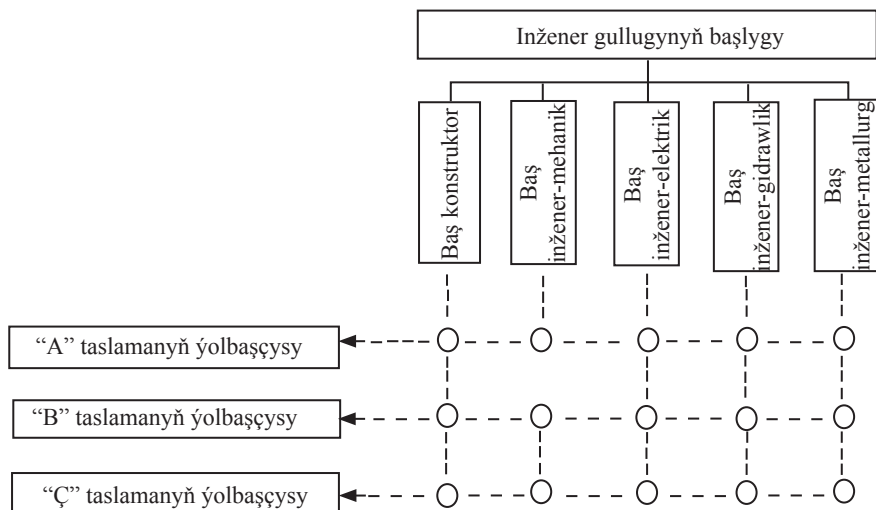 Inžener gullugynyň başlygy
Baş konstruktor
Baş
inžener-mehanik
Baş
inžener-elektrik
Baş
inžener-gidrawlik
Baş
inžener-metallurg
“A” taslamanyň ýolbaşçysy
“B” taslamanyň ýolbaşçysy
“Ç” taslamanyň ýolbaşçysy